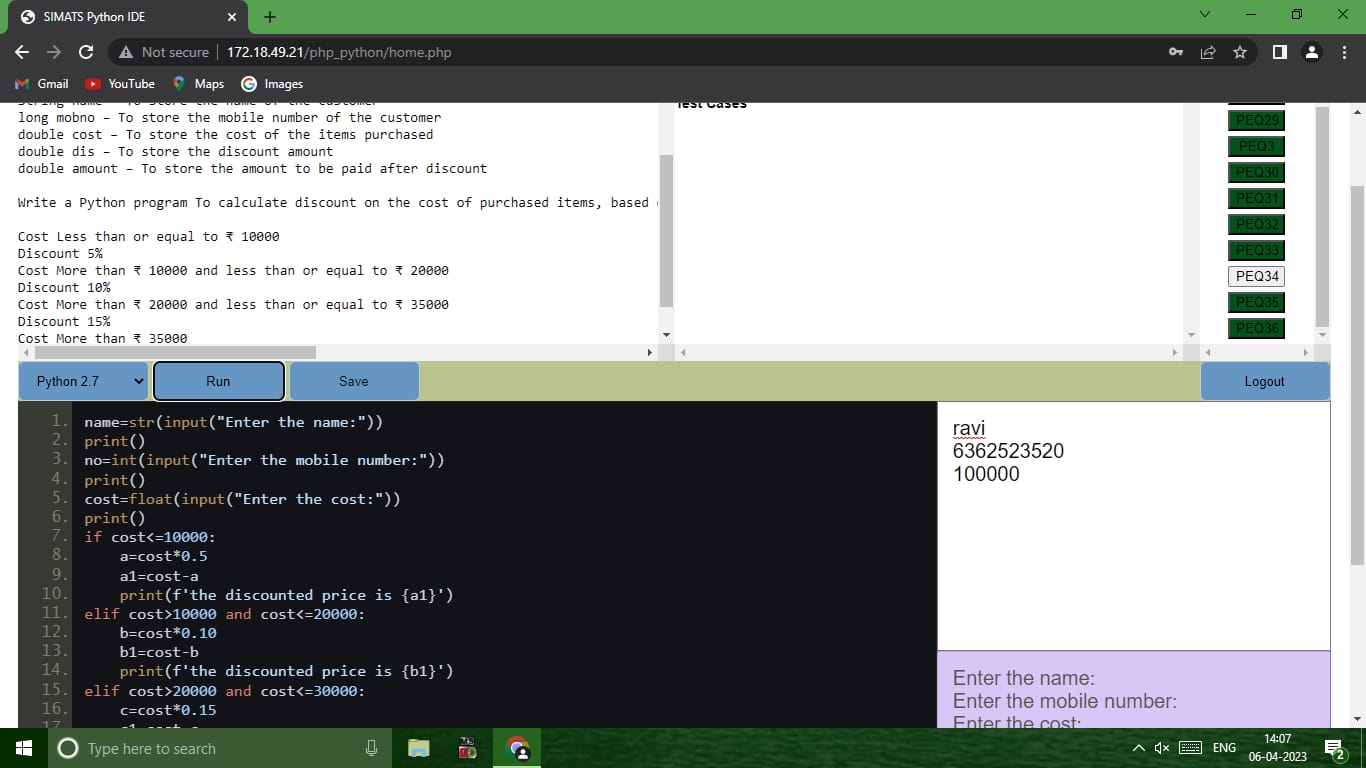 SIMATS Python IDE
Not secure | 172.18.49.21/php_python/home.php
Gmail YouTube Maps Images
String name – To store the name of the customer
long mobno – To store the mobile number of the customer
double cost – To store the cost of the items purchased
double dis – To store the discount amount
double amount – To store the amount to be paid after discount
Write a Python program To calculate discount on the cost of purchased items, based
Cost Less than or equal to ₹ 10000
Discount 5%
Cost More than ₹ 10000 and less than or equal to ₹ 20000
Discount 10%
Cost More than ₹ 20000 and less than or equal to ₹ 35000
Discount 15%
Cost More than ₹ 35000
Test Cases
PEQ29
PEQ3
PEQ30
PEQ31
PEQ32
PEQ33
PEQ34
PEQ35
PEQ36
Python 2.7 Run Save Logout
1. name=str(input("Enter the name:"))
2. print()
3. no=int(input("Enter the mobile number:"))
4. print()
5. cost=float(input("Enter the cost:"))
6. print()
7. if cost<=10000:
8. a=cost*0.5
9. a1=cost-a
10. print(f'the discounted price is {a1}')
11. elif cost>10000 and cost<=20000:
12. b=cost*0.10
13. b1=cost-b
14. print(f'the discounted price is {b1}')
15. elif cost>20000 and cost<=30000:
16. c=cost*0.15
17. c1=cost-c
ravi
6362523520
100000
Enter the name:
Enter the mobile number:
Enter the cost:
Type here to search
ENG
14:07
06-04-2023
2